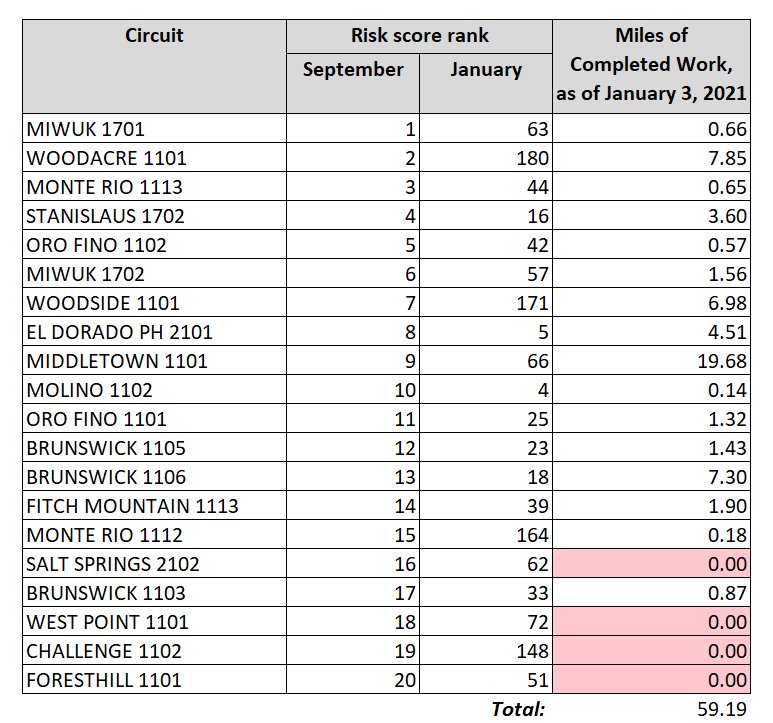 Circuit Risk score rank Miles of Completed Work, as of January 3, 2021
September January
MIWUK 1701 1 63 0.66
WOODACRE 1101 2 180 7.85
MONTE RIO 1113 3 44 0.65
STANISLAUS 1702 4 16 3.60
ORO FINO 1102 5 42 0.57
MIWUK 1702 6 57 1.56
WOODSIDE 1101 7 171 6.98
EL DORADO PH 2101 8 5 4.51
MIDDLETOWN 1101 9 66 19.68
MOLINO 1102 10 4 0.14
ORO FINO 1101 11 25 1.32
BRUNSWICK 1105 12 23 1.43
BRUNSWICK 1106 13 18 7.30
FITCH MOUNTAIN 1113 14 39 1.90
MONTE RIO 1112 15 164 0.18
SALT SPRINGS 2102 16 62 0.00
BRUNSWICK 1103 17 33 0.87
WEST POINT 1101 18 72 0.00
CHALLENGE 1102 19 148 0.00
FORESTHILL 1101 20 51 0.00
Total: 59.19